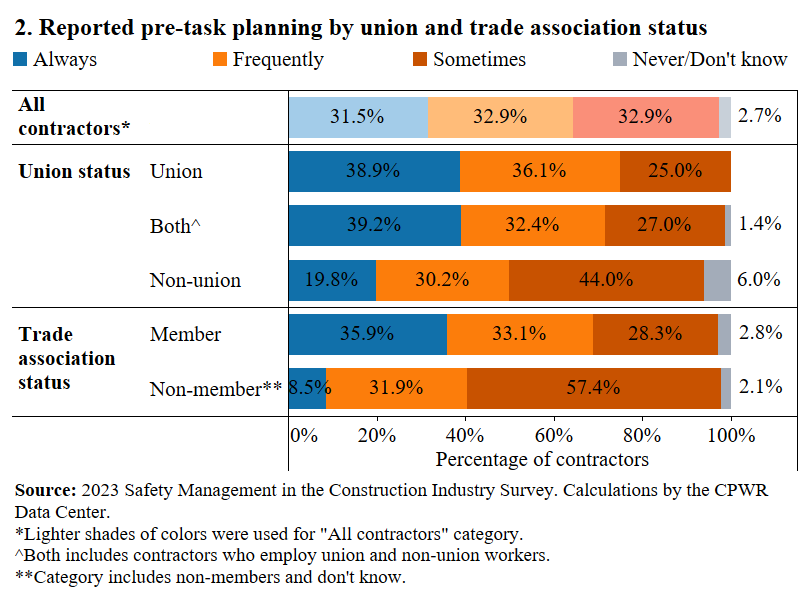 2. Reported pre-task planning by union and trade association status
Always Frequently Sometimes Never/Don't know
All
contractors*
31.5% 32.9% 32.9% 2.7%
Union status Union 38.9% 36.1% 25.0%
Both^ 39.2% 32.4% 27.0% 1.4%
Non-union 19.8% 30.2% 44.0% 6.0%
Trade
association
status
Member 35.9% 33.1% 28.3% 2.8%
Non-member** 8.5% 31.9% 57.4% 2.1%
0% 20% 40% 60% 80% 100%
Percentage of contractors
Source: 2023 Safety Management in the Construction Industry Survey. Calculations by the CPWR
Data Center.
*Lighter shades of colors were used for "All contractors" category.
^Both includes contractors who employ union and non-union workers.
**Category includes non-members and don't know.